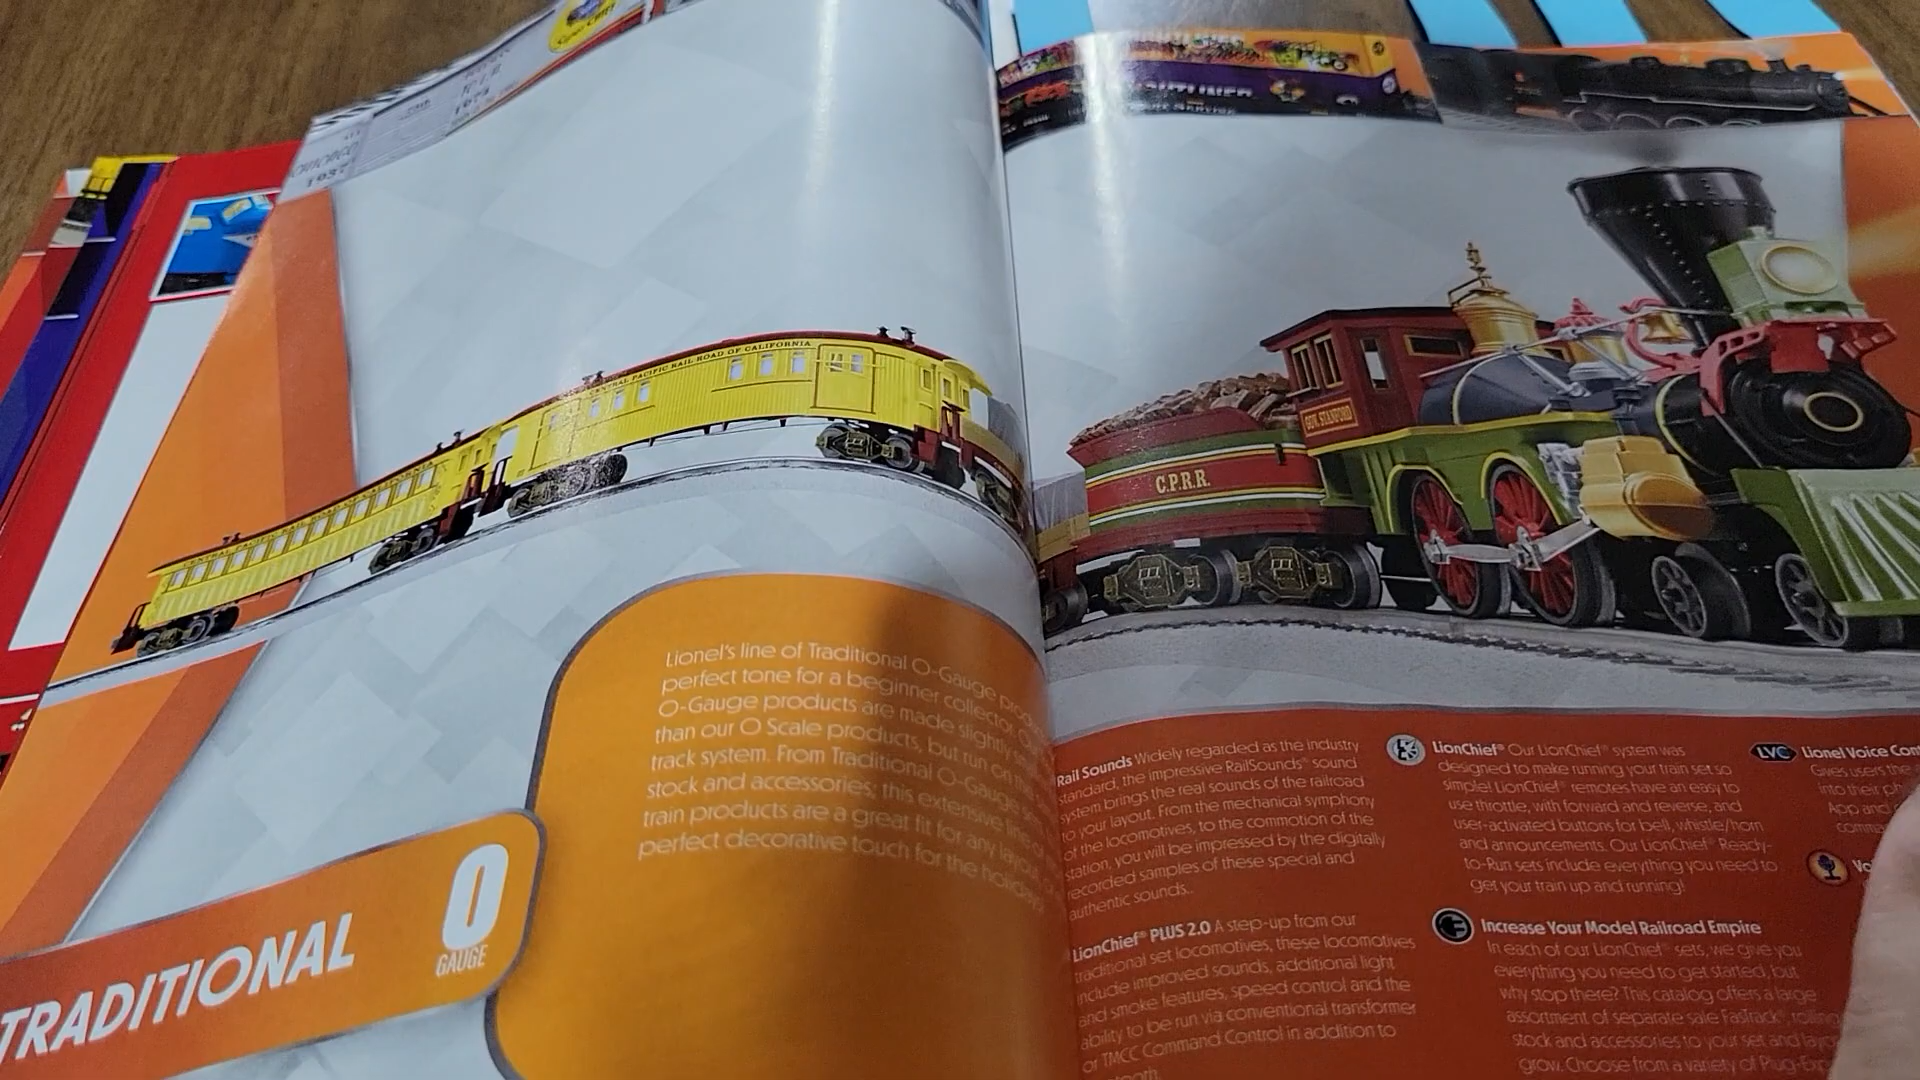 Super Chief
CHICAGO
CENTRAL PACIFIC RAIL ROAD OF CALIFORNIA
CENTRAL PACIFIC RAIL ROAD OF CALIFORNIA
C.P.R.R.
GOV. STANFORD
Lionel's line of Traditional O-Gauge
perfect tone for a beginner collector.
O-Gauge products are made slightly
than our O Scale products, but run on
track system. From Traditional O-Gauge
stock and accessories; this extensive line
train products are a great fit for any
perfect decorative touch for the
TRADITIONAL
O
GAUGE
Rail Sounds Widely regarded as the industry
standard, the impressive RailSounds® sound
system brings the real sounds of the railroad
to your layout. From the mechanical symphony
of the locomotives, to the commotion of the
station, you will be impressed by the digitally
recorded samples of these special and
authentic sounds..
LionChief® PLUS 2.0 A step-up from our
traditional set locomotives, these locomotives
include improved sounds, additional light
and smoke features, speed control and the
ability to be run via conventional transformer
or TMCC Command Control in addition to
LionChief® Our LionChief® system was
designed to make running your train set so
simple! LionChief® remotes have an easy to
use throttle, with forward and reverse, and
user-activated buttons for bell, whistle/horn
and announcements. Our LionChief® Ready-
to-Run sets include everything you need to
get your train up and running!
Increase Your Model Railroad Empire
In each of our LionChief® sets, we give you
everything you need to get started, but
why stop there? This catalog offers a large
assortment of separate sale FasTrack®, rolling
stock and accessories to your set and
grow. Choose from a variety of
LVC Lionel Voice
Gives users the
into their
App and